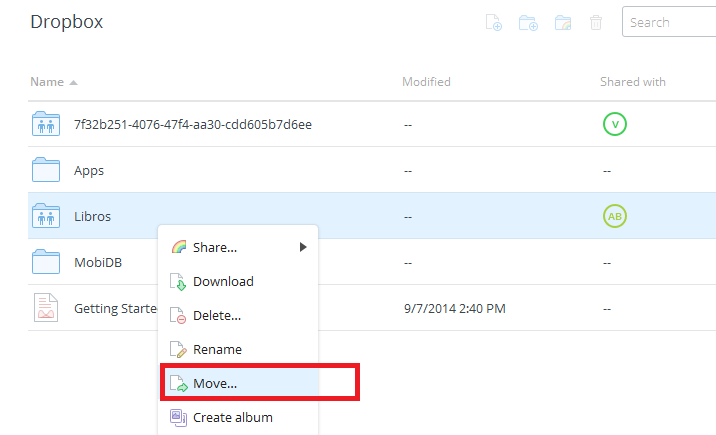 Dropbox
Search
Name Modified Shared with
7f32b251-4076-47f4-aa30-cdd605b7d6ee -- V
Apps -- --
Libros -- AB
Share...
MobiDB -- --
Download
Getting Starte 9/7/2014 2:40 PM --
Delete...
Rename
Move...
Create album